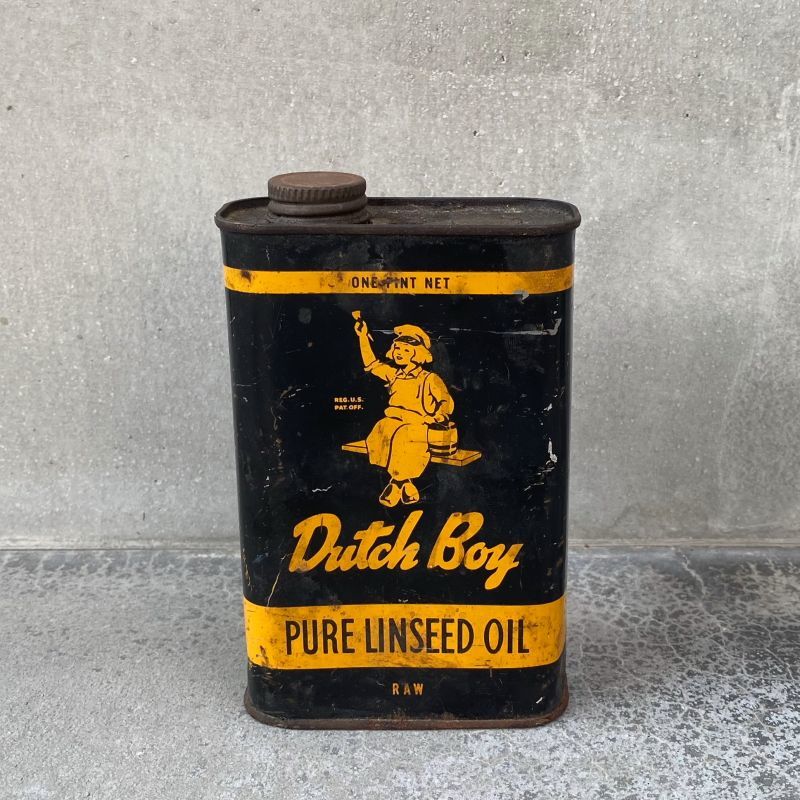 ONE PINT NET
REG. U.S.
PAT. OFF.
Dutch Boy
PURE LINSEED OIL
RAW